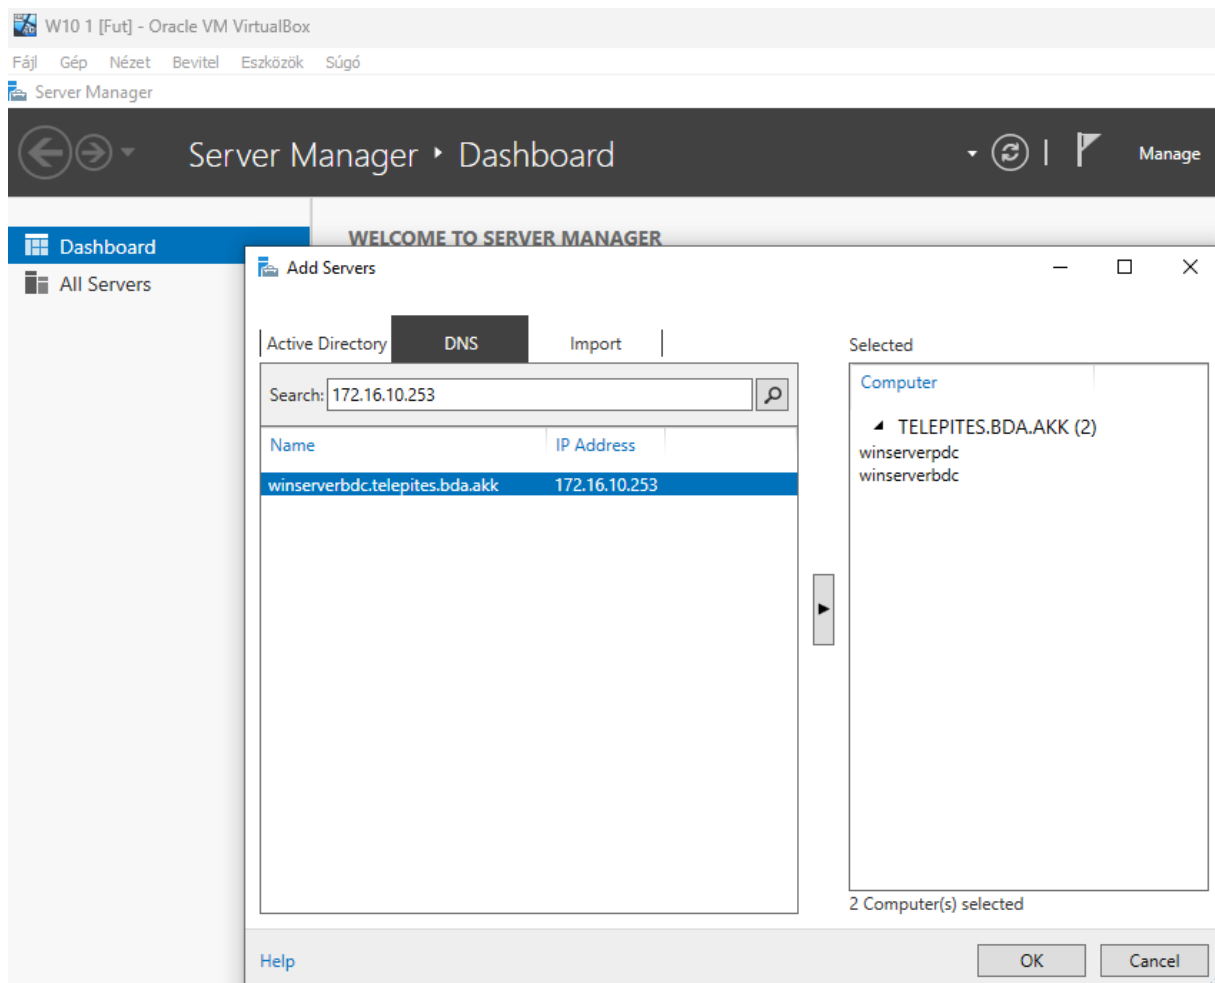 W10 1 [Fut] - Oracle VM VirtualBox
Fájl Gép Nézet Bevitel Eszközök Súgó
Server Manager
Server Manager ‣ Dashboard
Manage
Dashboard
All Servers
WELCOME TO SERVER MANAGER
Add Servers
Active Directory DNS Import
Search: 172.16.10.253
Name IP Address
winserverbdc.telepites.bda.akk 172.16.10.253
Selected
Computer
TELEPITES.BDA.AKK (2)
winserverpdc
winserverbdc
2 Computer(s) selected
Help
OK Cancel